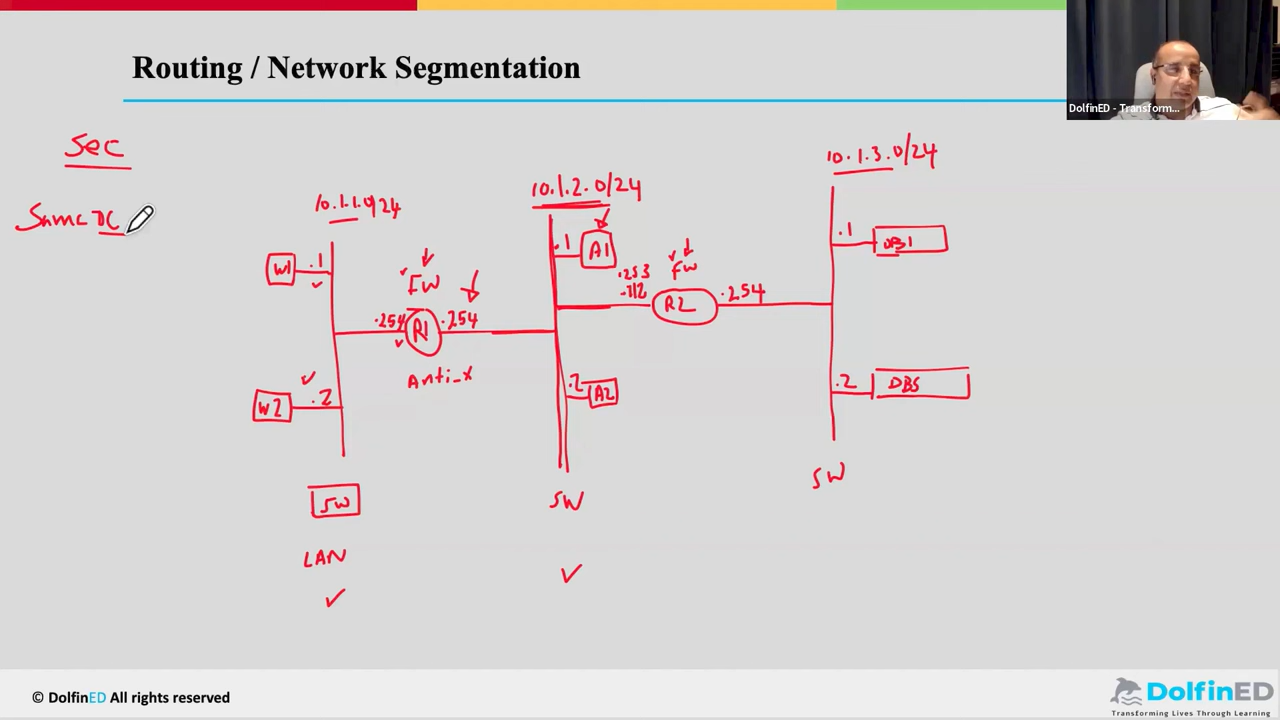 Routing / Network Segmentation
DolfinED - Transform...
Sec
Same DC
10.1.1.0/24
10.1.2.0/24
10.1.3.0/24
W1 .1
FW
.254 R1 .254
Anti-x
W2 .2
.1 A1
.253
FW
R2 .254
.2 A2
.1 DB1
.2 DBS
SW
SW
SW
LAN
© DolfinED All rights reserved
DolfinED
Transforming Lives Through Learning